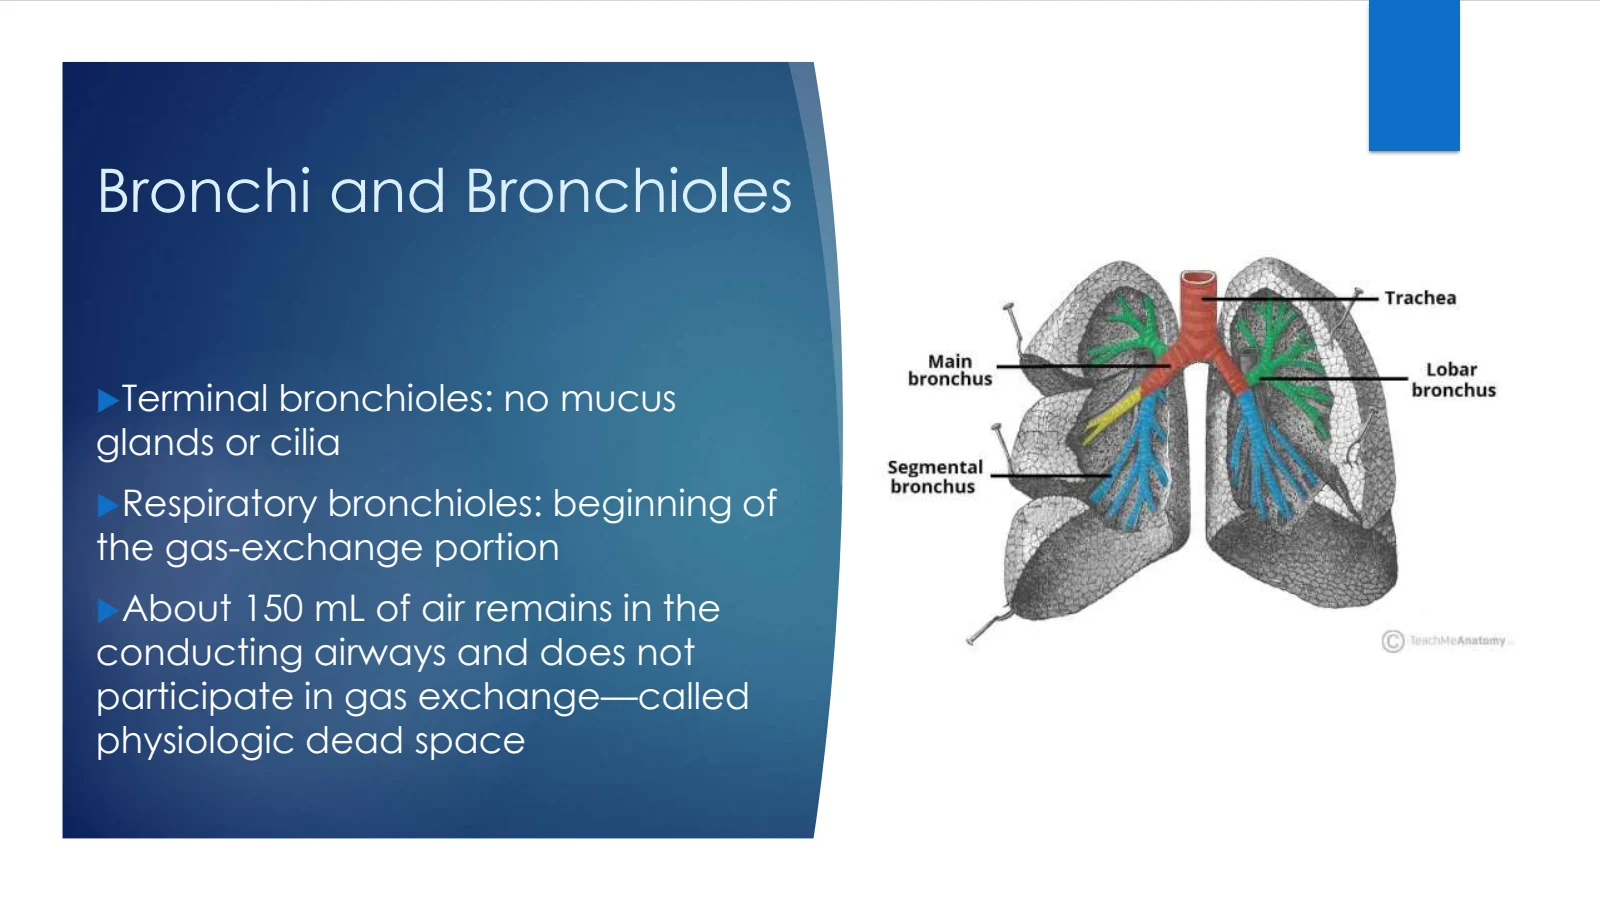 Bronchi and Bronchioles
Terminal bronchioles: no mucus
glands or cilia
Respiratory bronchioles: beginning of
the gas-exchange portion
About 150 mL of air remains in the
conducting airways and does not
participate in gas exchange—called
physiologic dead space
Trachea
Main
bronchus
Lobar
bronchus
Segmental
bronchus
© TeachMeAnatomy